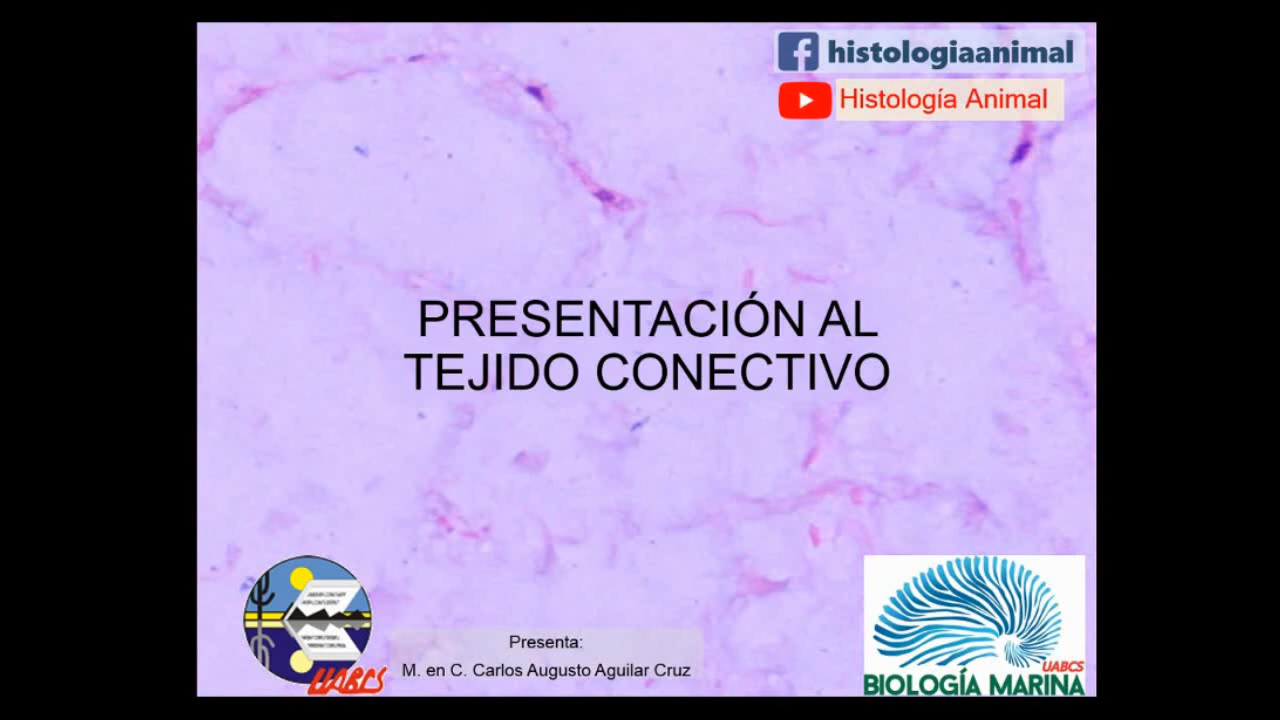 histologiaanimal
Histología Animal
PRESENTACIÓN AL
TEJIDO CONECTIVO
Presenta:
M. en C. Carlos Augusto Aguilar Cruz
UABCS
UABCS
BIOLOGÍA MARINA